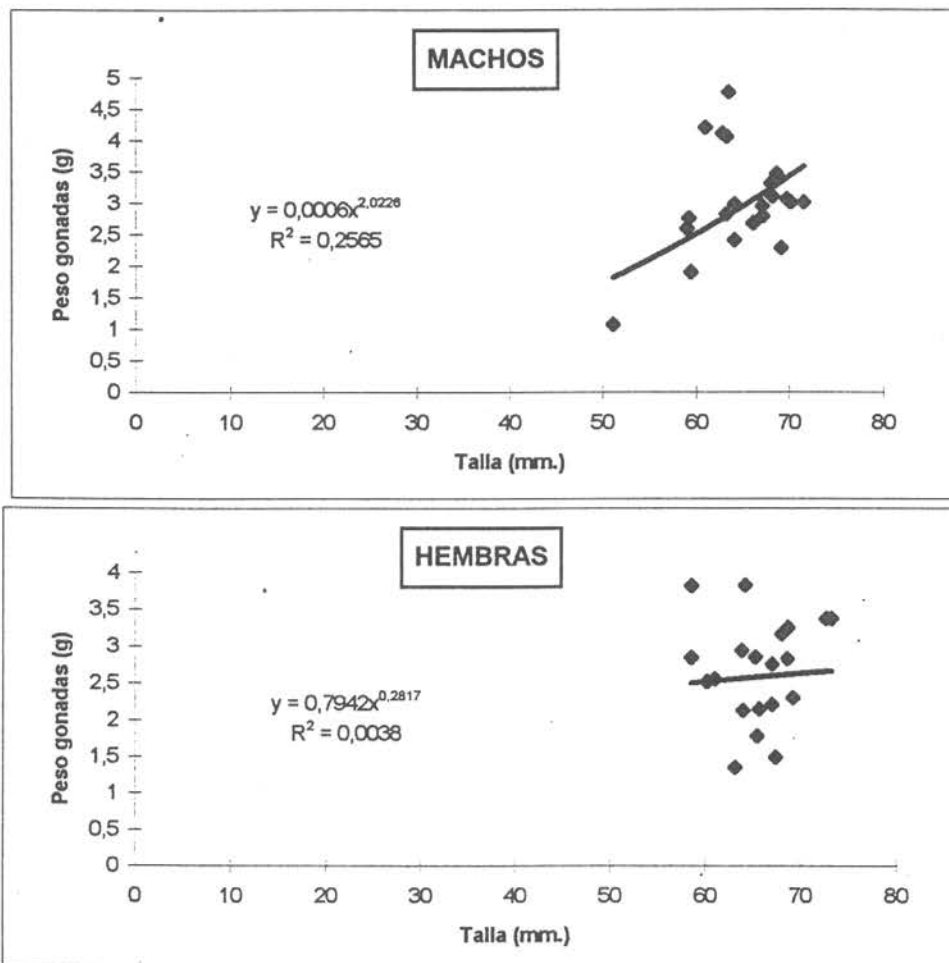 MACHOS
Peso gonadas (g)
5
4,5
4
3,5
3
2,5
2
1,5
1
0,5
0
y = 0,0006x^2,0226
R² = 0,2565
0 10 20 30 40 50 60 70 80
Talla (mm.)
HEMBRAS
Peso gonadas (g)
4
3,5
3
2,5
2
1,5
1
0,5
0
y = 0,7942x^0,2817
R² = 0,0038
0 10 20 30 40 50 60 70 80
Talla (mm.)